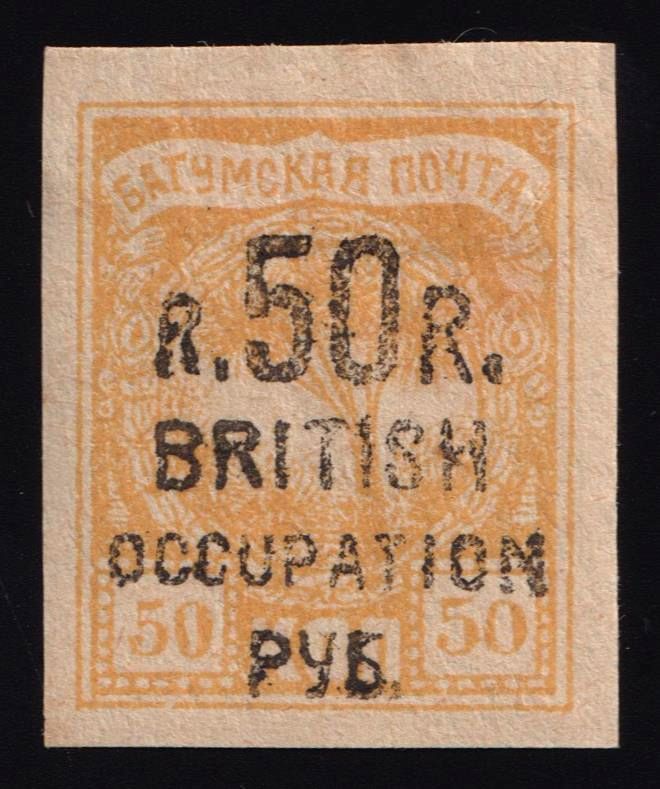 БАТУМСКАЯ ПОЧТА
R.50R.
BRITISH
OCCUPATION
50 50
РУБ.